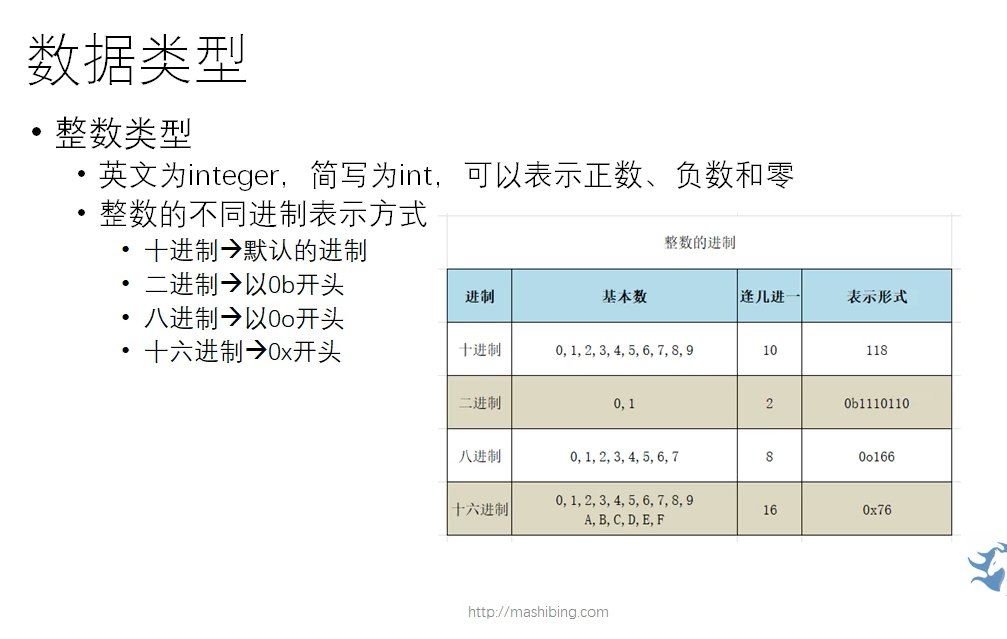 数据类型
• 整数类型
• 英文为integer，简写为int，可以表示正数、负数和零
• 整数的不同进制表示方式
• 十进制→默认的进制
• 二进制→以0b开头
• 八进制→以0o开头
• 十六进制→0x开头
整数的进制
进制 基本数 逢几进一 表示形式
十进制 0,1,2,3,4,5,6,7,8,9 10 118
二进制 0,1 2 0b1110110
八进制 0,1,2,3,4,5,6,7 8 0o166
十六进制 0,1,2,3,4,5,6,7,8,9 A,B,C,D,E,F 16 0x76
http://mashibing.com